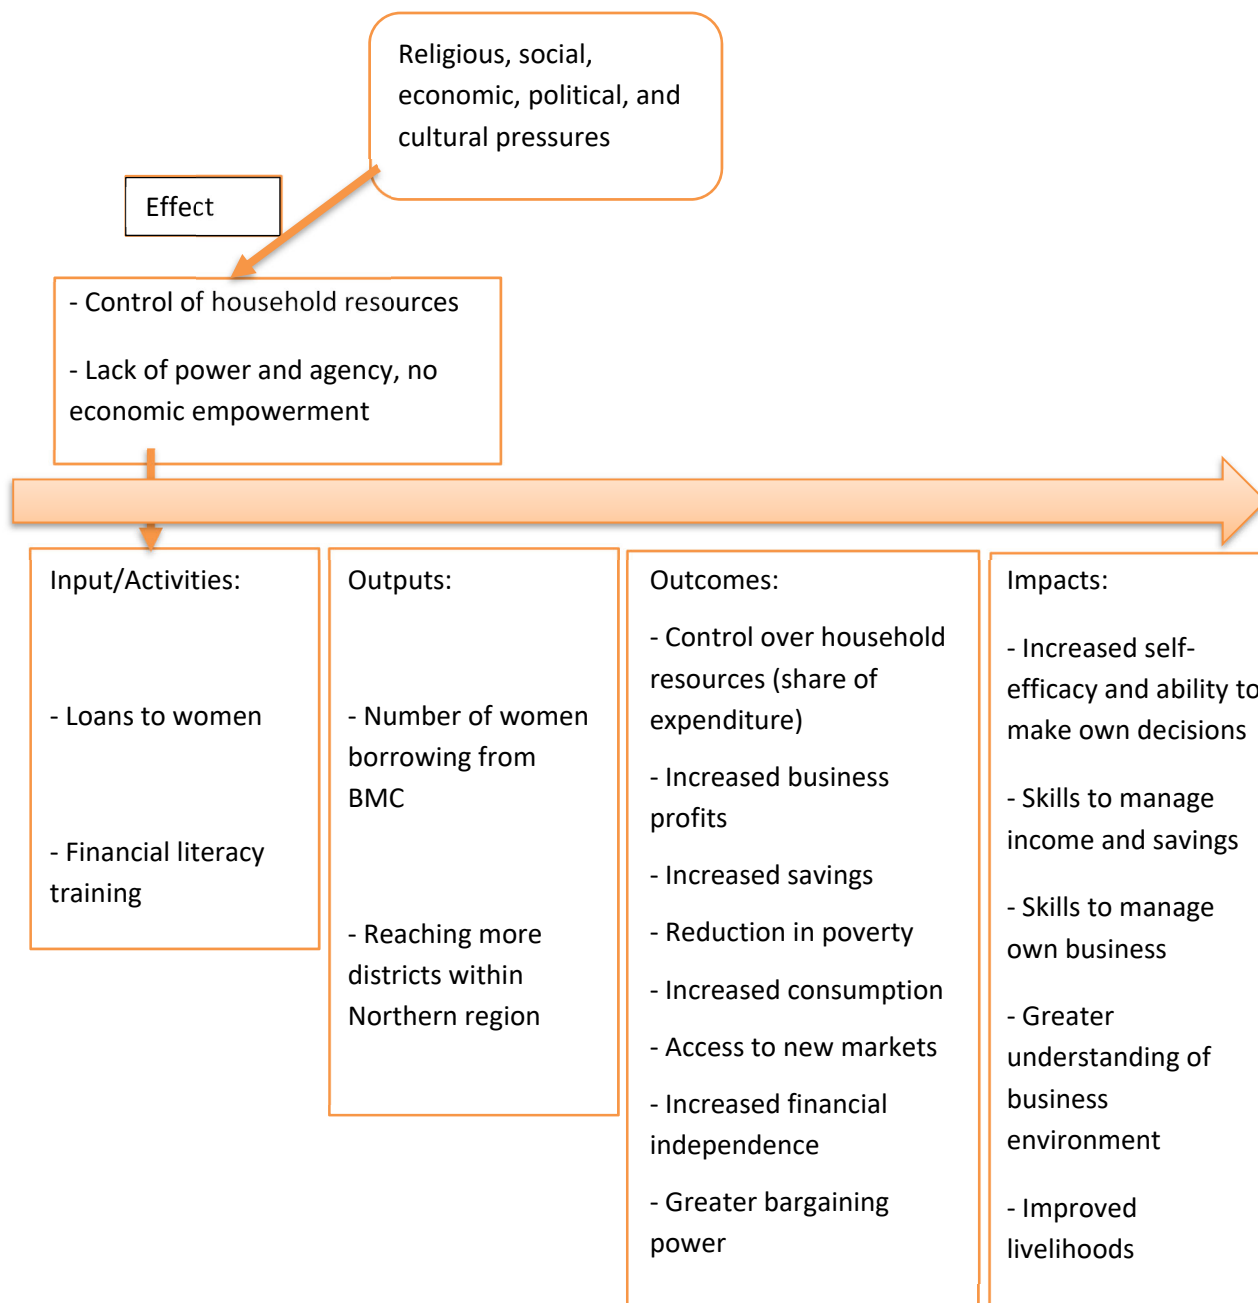 Religious, social,
economic, political, and
cultural pressures
Effect
- Control of household resources
- Lack of power and agency, no
economic empowerment
Input/Activities:
- Loans to women
- Financial literacy
training
Outputs:
- Number of women
borrowing from
BMC
- Reaching more
districts within
Northern region
Outcomes:
- Control over household
resources (share of
expenditure)
- Increased business
profits
- Increased savings
- Reduction in poverty
- Increased consumption
- Access to new markets
- Increased financial
independence
- Greater bargaining
power
Impacts:
- Increased self-
efficacy and ability to
make own decisions
- Skills to manage
income and savings
- Skills to manage
own business
- Greater
understanding of
business
environment
- Improved
livelihoods